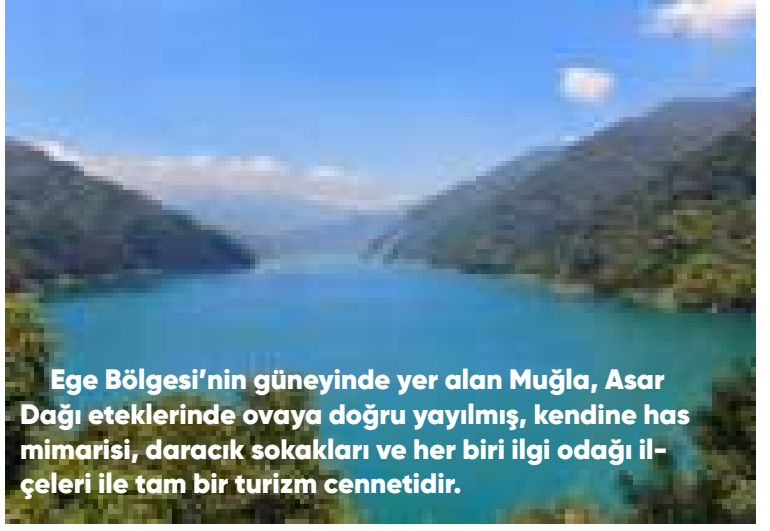 Ege Bölgesi’nin güneyinde yer alan Muğla, Asar
Dağı eteklerinde ovaya doğru yayılmış, kendine has
mimarisi, daracık sokakları ve her biri ilgi odağı il-
çeleri ile tam bir turizm cennetidir.